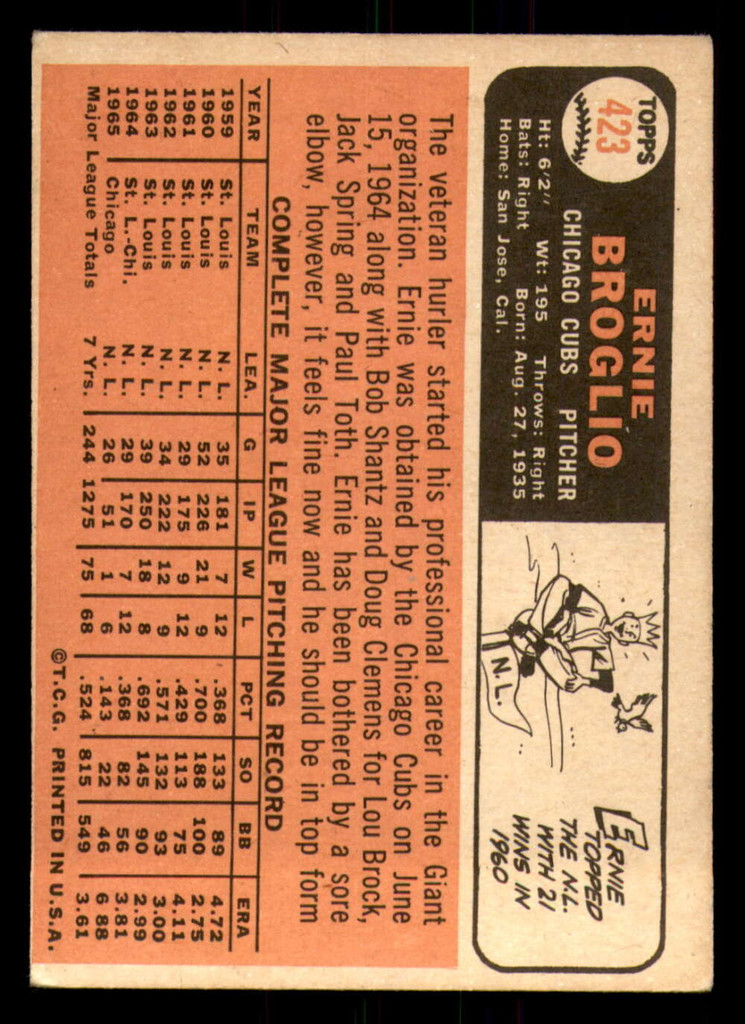 TOPPS
423
ERNIE
BROGLIO
CHICAGO CUBS PITCHER
Ht: 6'2" Wt: 195 Throws: Right
Bats: Right Born: Aug. 27, 1935
Home: San Jose, Cal.
N.L.
ERNIE
TOPPED
THE N.L.
WITH 21
WINS IN
1960
The veteran hurler started his professional career in the Giant
organization. Ernie was obtained by the Chicago Cubs on June
15, 1964 along with Bob Shantz and Doug Clemens for Lou Brock,
Jack Spring and Paul Toth. Ernie has been bothered by a sore
elbow, however, it feels fine now and he should be in top form
COMPLETE MAJOR LEAGUE PITCHING RECORD
YEAR TEAM LEA. G IP W L PCT SO BB ERA
1959 St. Louis N. L. 35 181 7 12 .368 133 89 4.72
1960 St. Louis N. L. 52 226 21 9 .700 188 100 2.75
1961 St. Louis N. L. 29 175 9 12 .429 113 75 4.11
1962 St. Louis N. L. 34 222 12 9 .571 132 93 3.00
1963 St. Louis N. L. 39 250 18 8 .692 145 90 2.99
1964 St. L.-Chi. N. L. 29 170 7 12 .368 82 56 3.81
1965 Chicago N. L. 26 51 1 6 .143 22 46 6.88
Major League Totals 7 Yrs. 244 1275 75 68 .524 815 549 3.61
©T.C.G. PRINTED IN U.S.A.